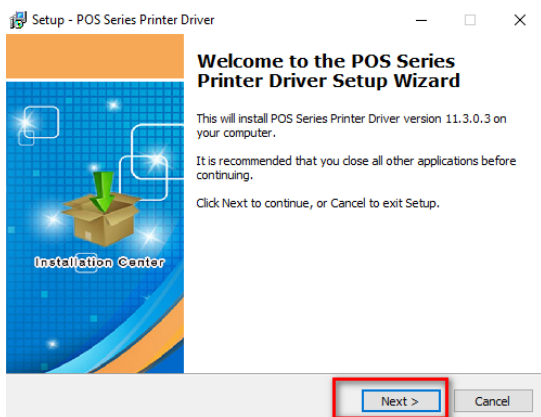 Setup - POS Series Printer Driver
Welcome to the POS Series
Printer Driver Setup Wizard
This will install POS Series Printer Driver version 11.3.0.3 on
your computer.
It is recommended that you close all other applications before
continuing.
Click Next to continue, or Cancel to exit Setup.
Installation Center
Next >
Cancel